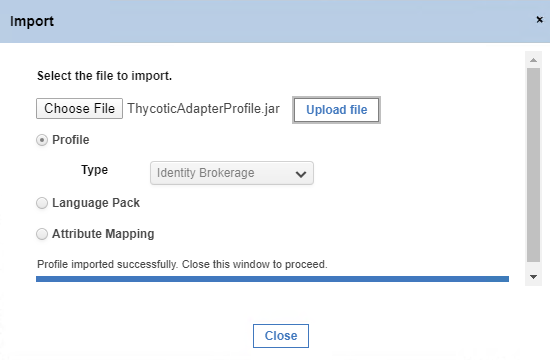 Import
×
Select the file to import.
Choose File ThycoticAdapterProfile.jar Upload file
Profile
Type Identity Brokerage
Language Pack
Attribute Mapping
Profile imported successfully. Close this window to proceed.
Close